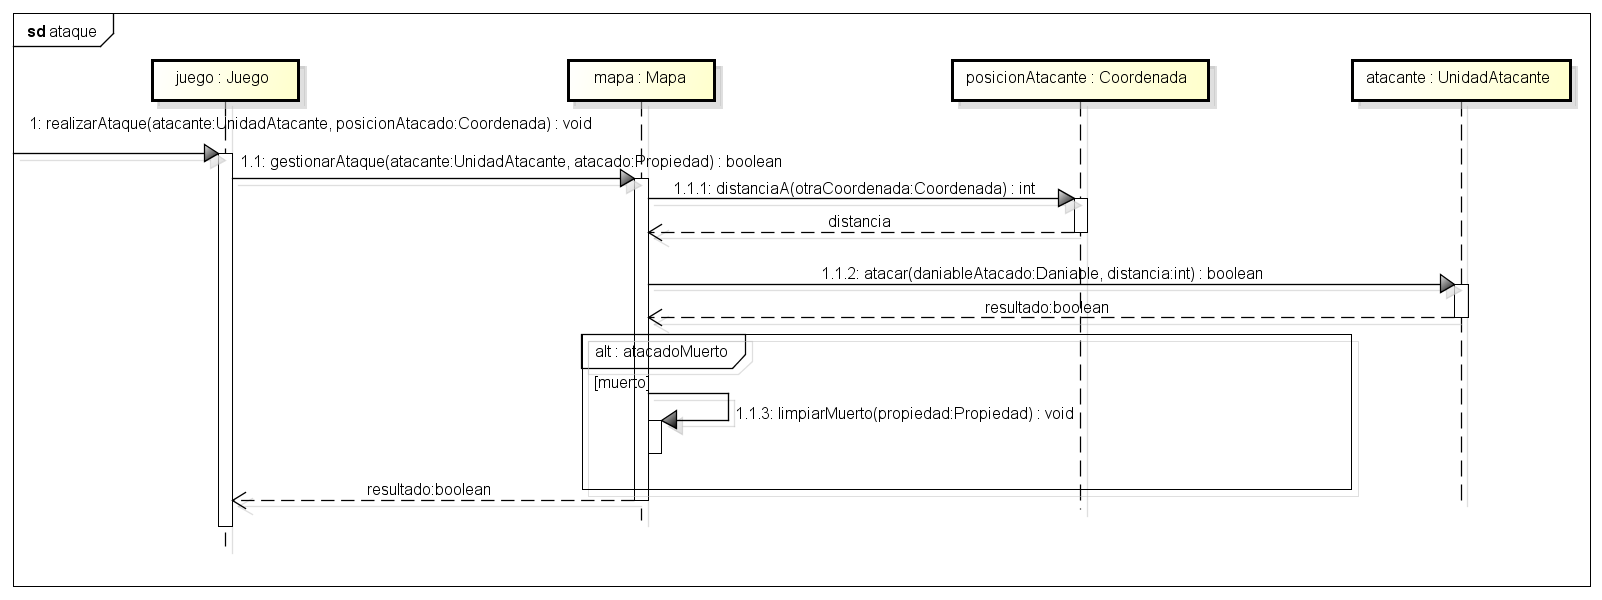 sd ataque
juego : Juego
mapa : Mapa
posicionAtacante : Coordenada
atacante : UnidadAtacante
1: realizarAtaque(atacante:UnidadAtacante, posicionAtacado:Coordenada) : void
1.1: gestionarAtaque(atacante:UnidadAtacante, atacado:Propiedad) : boolean
1.1.1: distanciaA(otraCoordenada:Coordenada) : int
distancia
1.1.2: atacar(daniableAtacado:Daniable, distancia:int) : boolean
resultado:boolean
alt : atacadoMuerto
[muerto]
1.1.3: limpiarMuerto(propiedad:Propiedad) : void
resultado:boolean